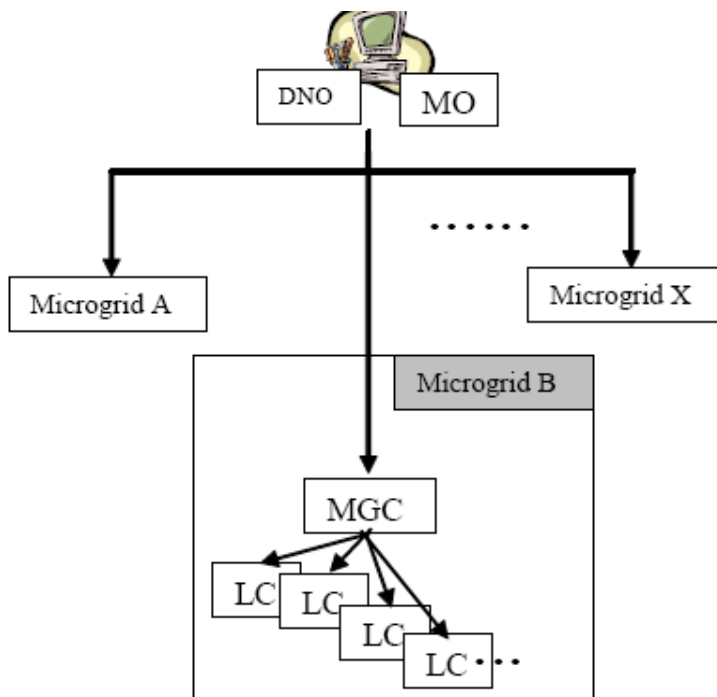 DNO
MO
......
Microgrid A
Microgrid X
Microgrid B
MGC
LC
LC
LC
LC...